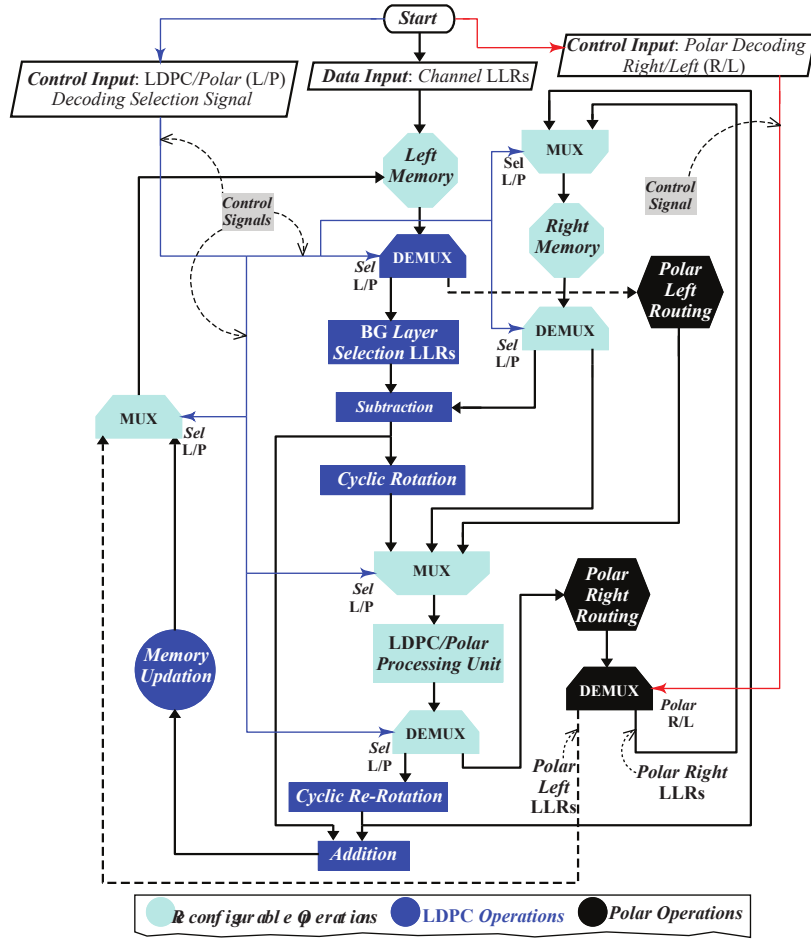 Start
Control Input: LDPC/Polar (L/P)
Decoding Selection Signal
Data Input: Channel LLRs
Control Input: Polar Decoding
Right/Left (R/L)
Left
Memory
MUX
Sel
L/P
Control
Signals
Control
Signal
Right
Memory
DEMUX
Sel
L/P
Polar
Left
Routing
BG Layer
Selection LLRs
DEMUX
Sel
L/P
MUX
Sel
L/P
Subtraction
Cyclic Rotation
MUX
Sel
L/P
Polar
Right
Routing
LDPC/Polar
Processing Unit
Memory
Updation
DEMUX
Polar
R/L
DEMUX
Sel
L/P
Polar
Left
LLRs
Polar Right
LLRs
Cyclic Re-Rotation
Addition
Reconfigurable Operations
LDPC Operations
Polar Operations